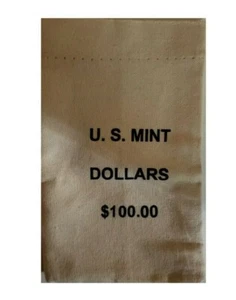 U. S. MINT
DOLLARS
$100.00